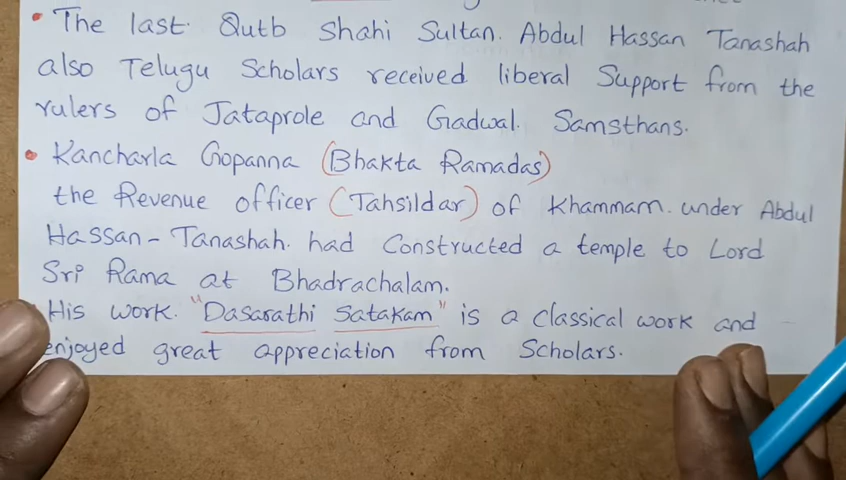 • The last Qutb Shahi Sultan. Abdul Hassan Tanashah
also Telugu Scholars received liberal Support from the
rulers of Jataprole and Gadwal. Samsthans.
• Kancharla Gopanna (Bhakta Ramadas)
the Revenue officer (Tahsildar) of Khammam. under Abdul
Hassan - Tanashah. had Constructed a temple to Lord
Sri Rama at Bhadrachalam.
His work. "Dasarathi Satakam" is a Classical work and
enjoyed great appreciation from Scholars.